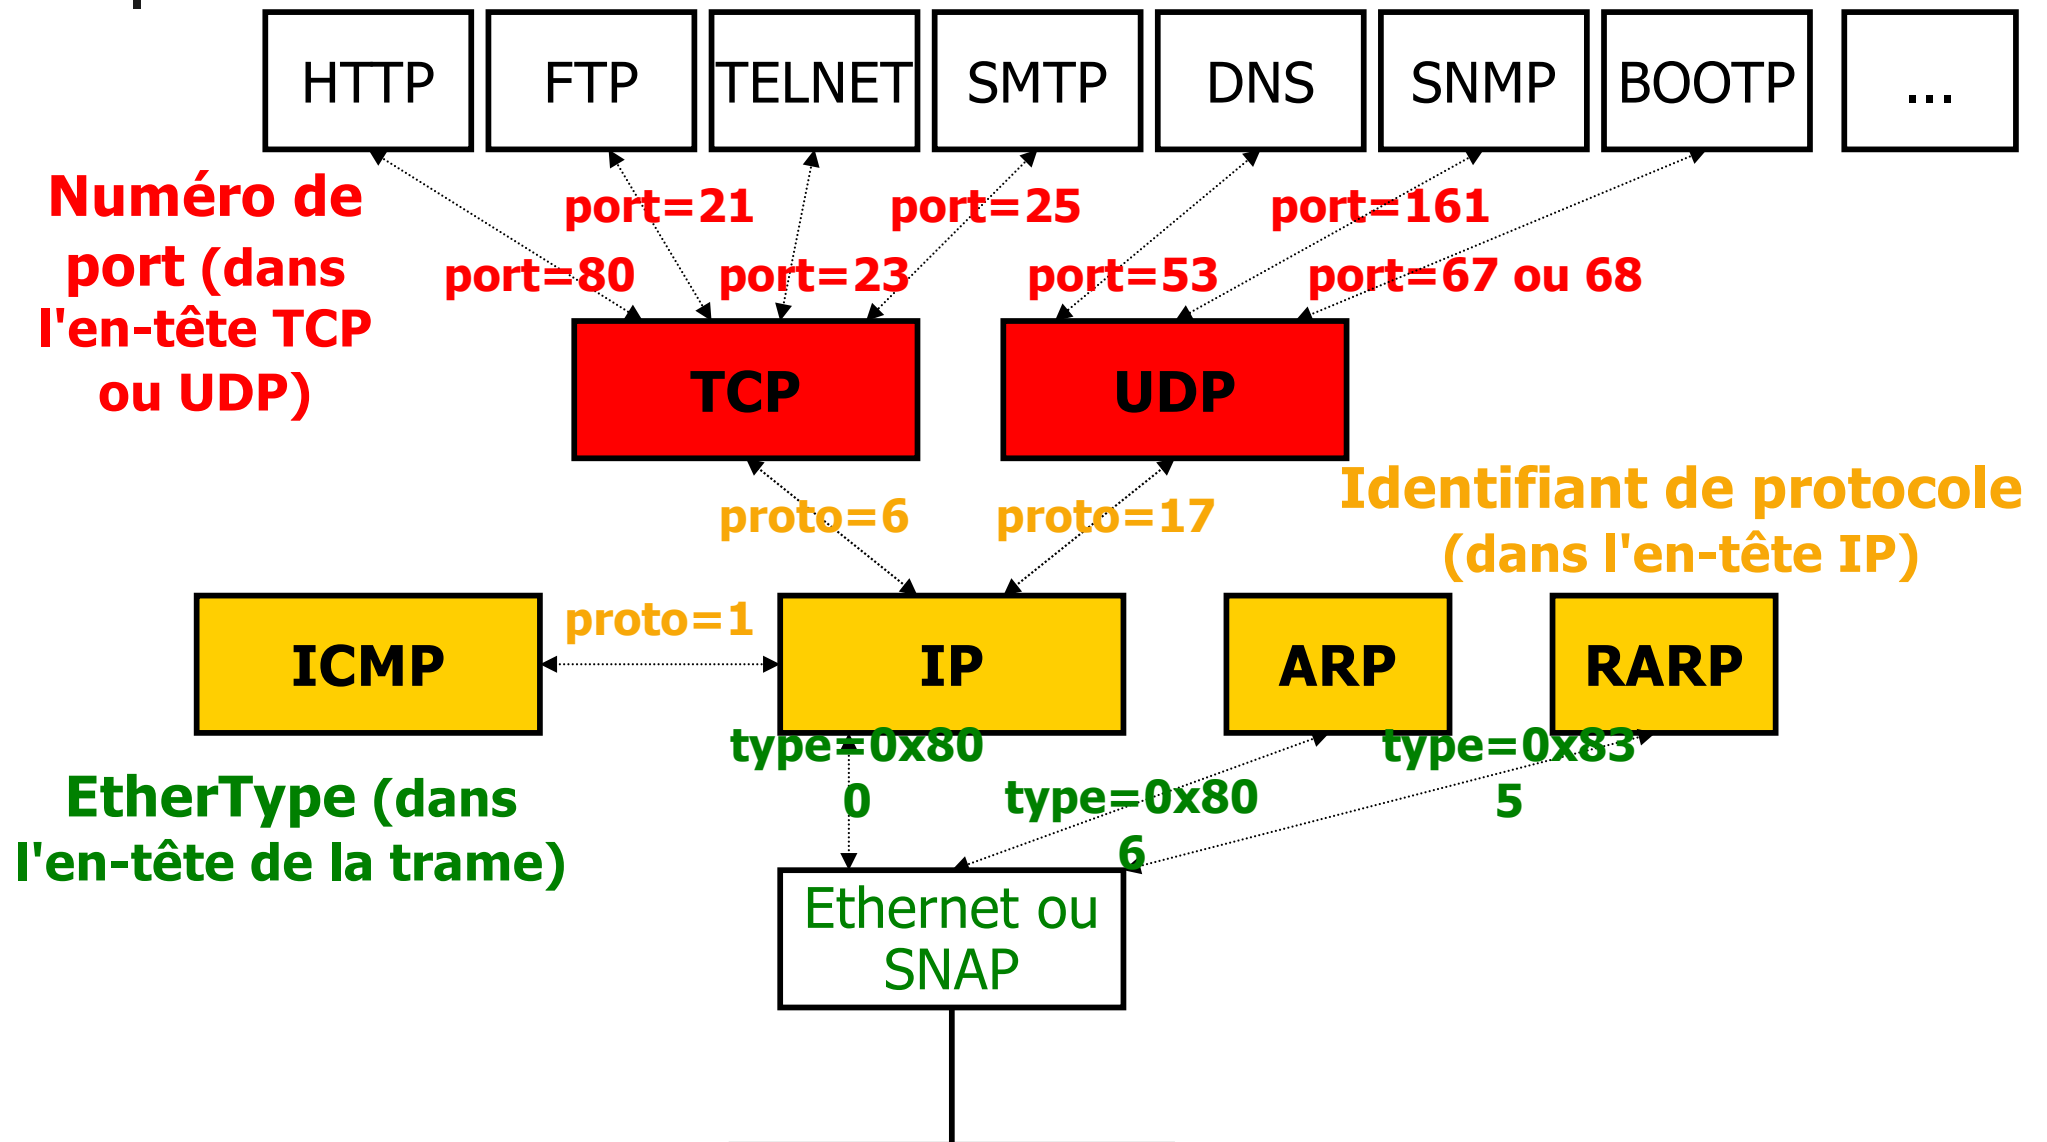 HTTP
FTP
TELNET
SMTP
DNS
SNMP
BOOTP
...
Numéro de
port (dans
l'en-tête TCP
ou UDP)
port=21
port=25
port=161
port=80
port=23
port=53
port=67 ou 68
TCP
UDP
Identifiant de protocole
(dans l'en-tête IP)
proto=6
proto=17
proto=1
ICMP
IP
ARP
RARP
type=0x80
0
type=0x80
6
type=0x83
5
EtherType (dans
l'en-tête de la trame)
Ethernet ou
SNAP